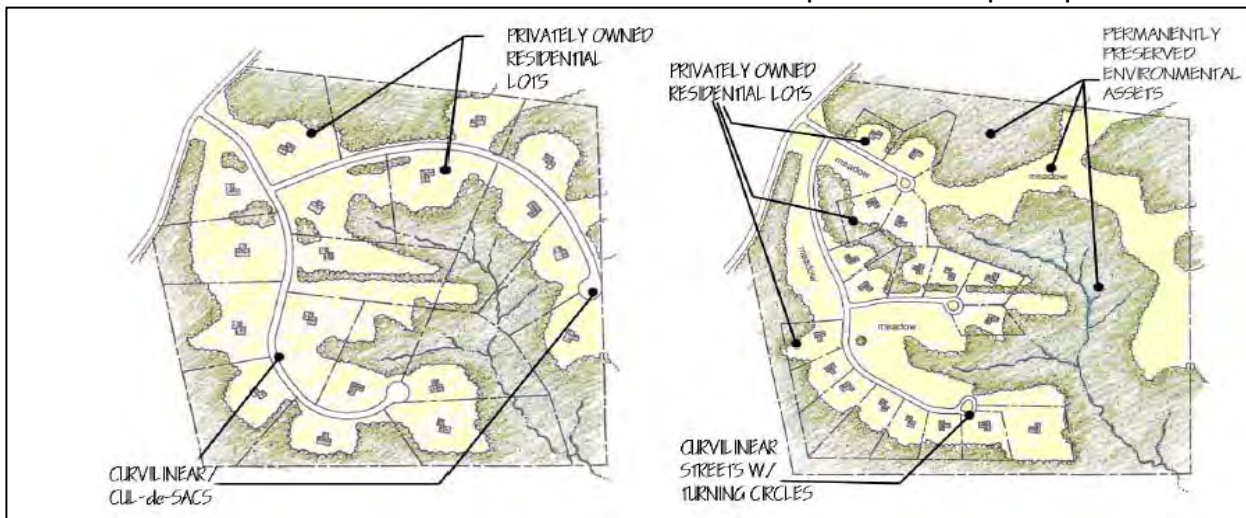 PRIVATELY OWNED
RESIDENTIAL
LOTS
CURVILINEAR/
CUL-de-SACS
PERMANENTLY
PRESERVED
ENVIRONMENTAL
ASSETS
PRIVATELY OWNED
RESIDENTIAL LOTS
meadow
meadow
meadow
meadow
CURVILINEAR
STREETS W/
TURNING CIRCLES